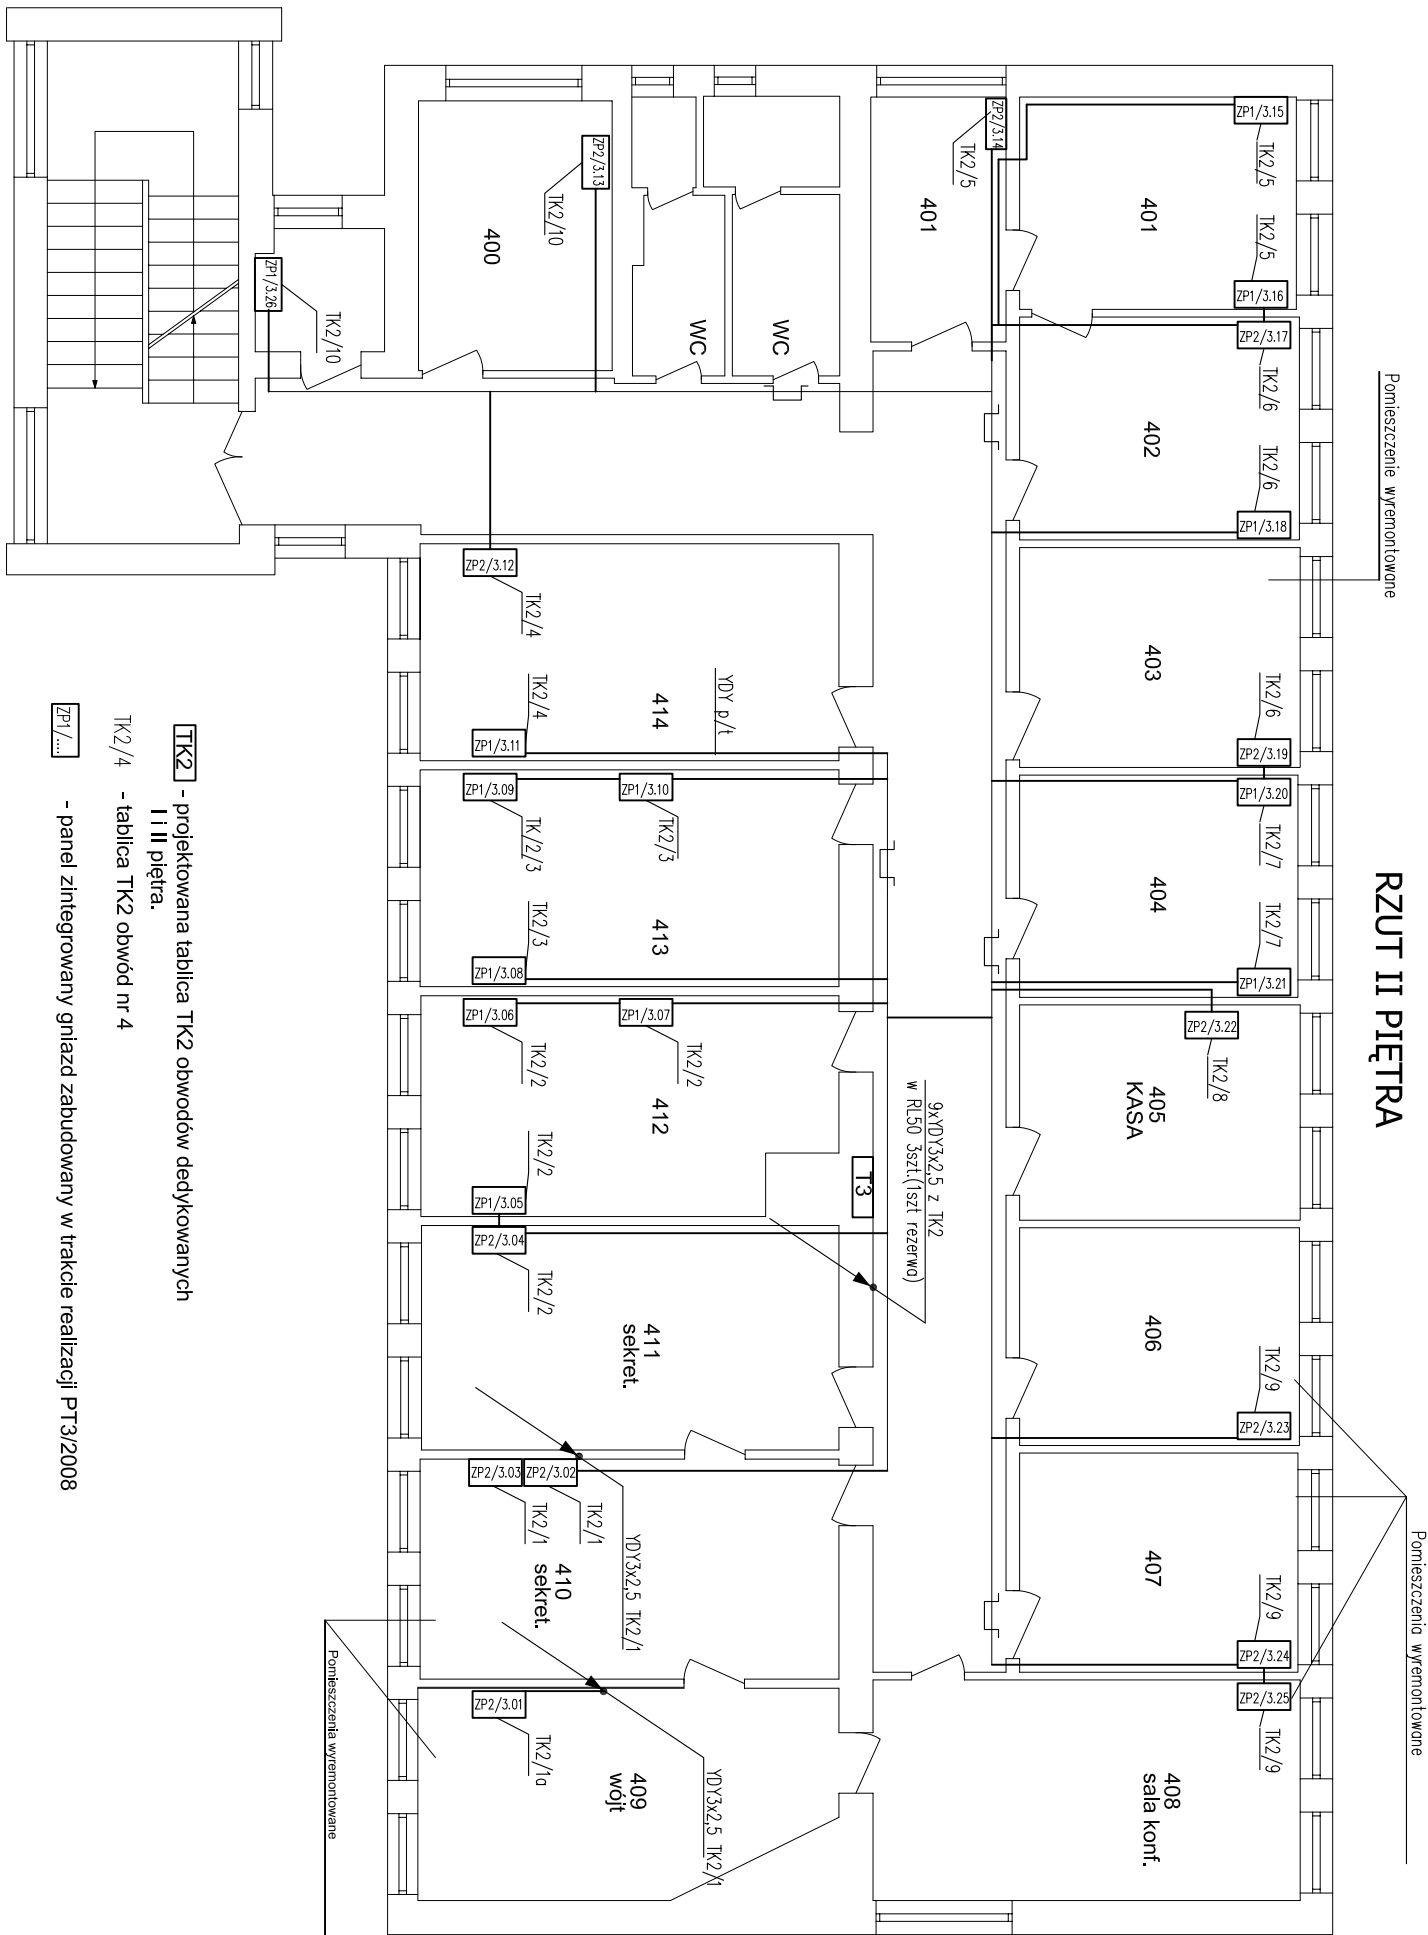 RZUT II PIĘTRA
Pomieszczenie wyremontowane
Pomieszczenia wyremontowane
ZP1/3.15
TK2/5
401
TK2/5
ZP1/3.16
ZP2/3.17
TK2/6
402
TK2/6
ZP1/3.18
403
TK2/6
ZP2/3.19
ZP1/3.20
TK2/7
404
TK2/7
ZP1/3.21
ZP2/3.22
TK2/8
405
KASA
406
TK2/9
ZP2/3.23
407
TK2/9
ZP2/3.24
ZP2/3.25
TK2/9
408
sala konf.
ZP2/3.14
TK2/5
401
WC
WC
ZP2/3.13
TK2/10
400
ZP1/3.26
TK2/10
9xYDY3x2,5 z TK2
w RL50 3szt.(1szt rezerwa)
T3
ZP2/3.12
TK2/4
YDY p/t
414
TK2/4
ZP1/3.11
ZP1/3.09
TK/2/3
ZP1/3.10
TK2/3
413
TK2/3
ZP1/3.08
ZP1/3.06
TK2/2
ZP1/3.07
TK2/2
412
TK2/2
ZP1/3.05
ZP2/3.04
TK2/2
411
sekret.
ZP2/3.03
ZP2/3.02
TK2/1
TK2/1
YDY3x2,5 TK2/1
410
sekret.
ZP2/3.01
TK2/1a
409
wójt
YDY3x2,5 TK2/1
Pomieszczenia wyremontowane
TK2 - projektowana tablica TK2 obwodów dedykowanych
I i II piętra.
TK2/4 - tablica TK2 obwód nr 4
ZP1/.... - panel zintegrowany gniazd zabudowany w trakcie realizacji PT3/2008